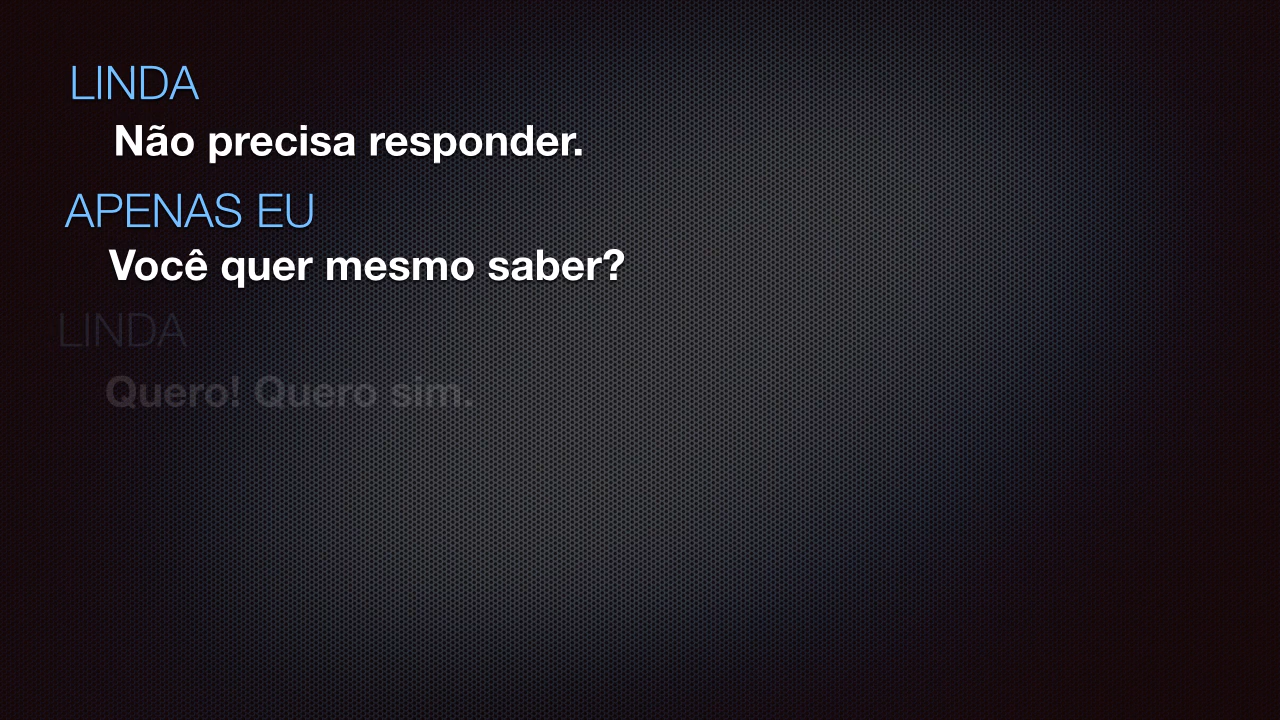 LINDA
Não precisa responder.
APENAS EU
Você quer mesmo saber?
LINDA
Quero! Quero sim.